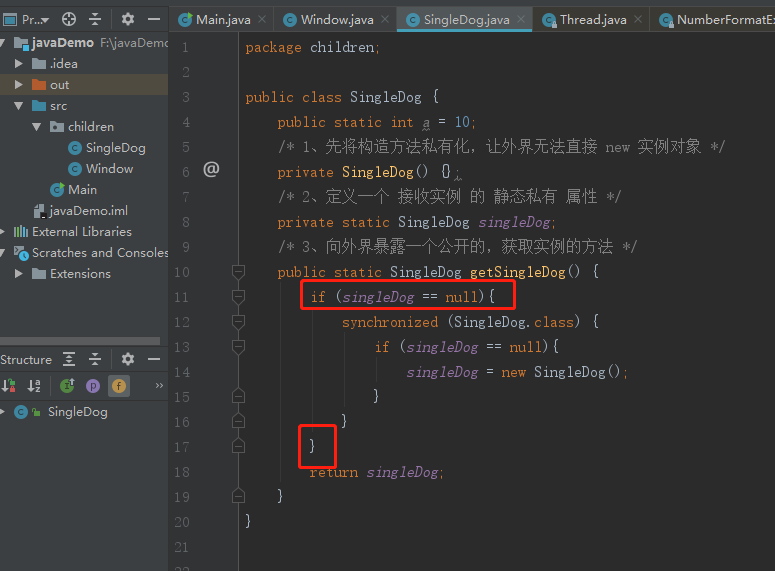 Pr...
Main.java
Window.java
SingleDog.java
Thread.java
NumberFormatE
javaDemo F:\javaDemo
.idea
out
src
children
SingleDog
Window
Main
javaDemo.iml
External Libraries
Scratches and Consoles
Extensions
Structure
SingleDog
1 package children;
2
3 public class SingleDog {
4 public static int a = 10;
5 /* 1、先将构造方法私有化，让外界无法直接 new 实例对象 */
6 @ private SingleDog() {};
7 /* 2、定义一个 接收实例 的 静态私有 属性 */
8 private static SingleDog singleDog;
9 /* 3、向外界暴露一个公开的，获取实例的方法 */
10 public static SingleDog getSingleDog() {
11 if (singleDog == null){
12 synchronized (SingleDog.class) {
13 if (singleDog == null){
14 singleDog = new SingleDog();
15 }
16 }
17 }
18 return singleDog;
19 }
20 }
21